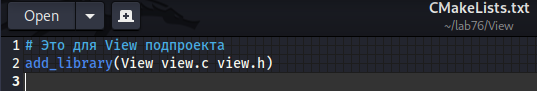 Open
CMakeLists.txt
~/lab76/View
1 # Это для View подпроекта
2 add_library(View view.c view.h)
3